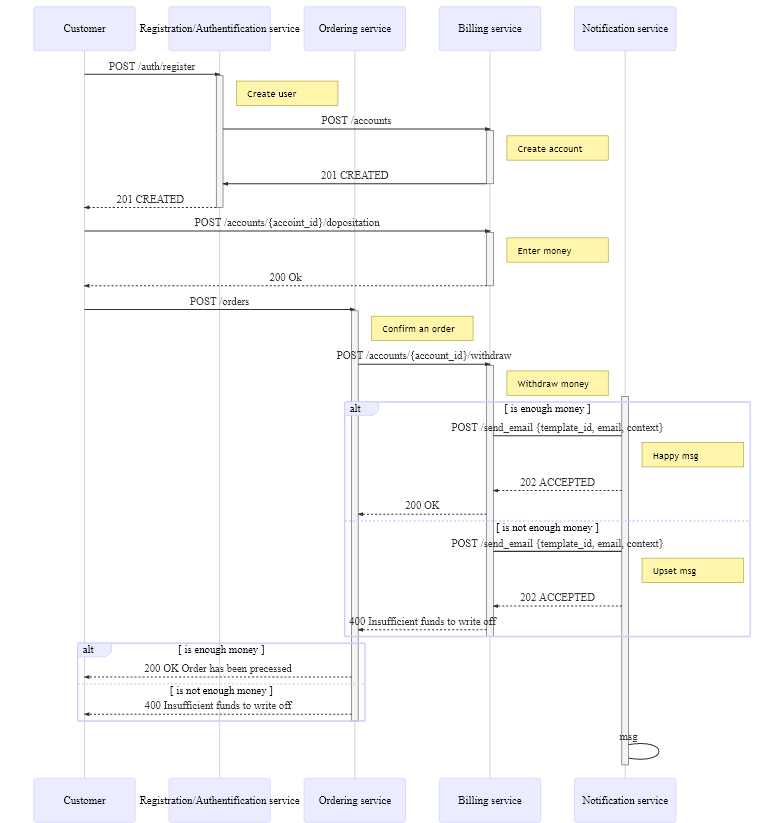 Customer
Registration/Authentification service
Ordering service
Billing service
Notification service
POST /auth/register
Create user
POST /accounts
Create account
201 CREATED
201 CREATED
POST /accounts/{accoint_id}/dopositation
Enter money
200 Ok
POST /orders
Confirm an order
POST /accounts/{account_id}/withdraw
Withdraw money
alt
[ is enough money ]
POST /send_email {template_id, email, context}
Happy msg
202 ACCEPTED
200 OK
[ is not enough money ]
POST /send_email {template_id, email, context}
Upset msg
202 ACCEPTED
400 Insufficient funds to write off
alt
[ is enough money ]
200 OK Order has been precessed
[ is not enough money ]
400 Insufficient funds to write off
msg
Customer
Registration/Authentification service
Ordering service
Billing service
Notification service